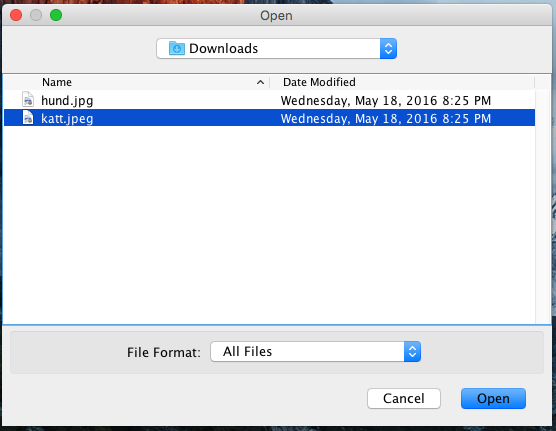 Open
Downloads
Name Date Modified
hund.jpg Wednesday, May 18, 2016 8:25 PM
katt.jpeg Wednesday, May 18, 2016 8:25 PM
File Format: All Files
Cancel Open